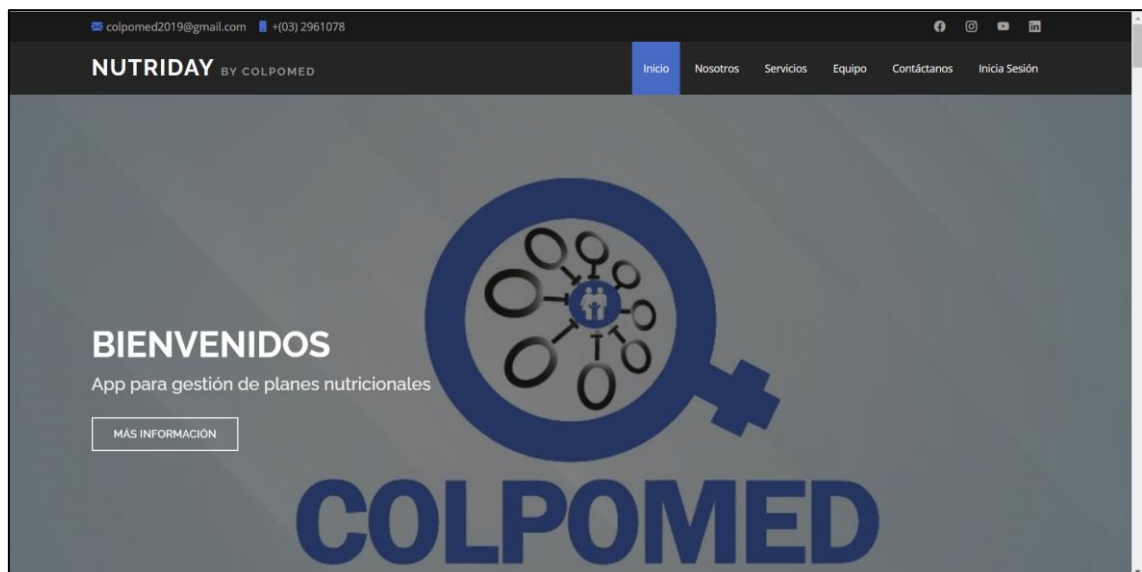 colpomed2019@gmail.com +(03) 2961078
NUTRIDAY BY COLPOMED
Inicio Nosotros Servicios Equipo Contáctanos Inicia Sesión
BIENVENIDOS
App para gestión de planes nutricionales
MÁS INFORMACIÓN
COLPOMED